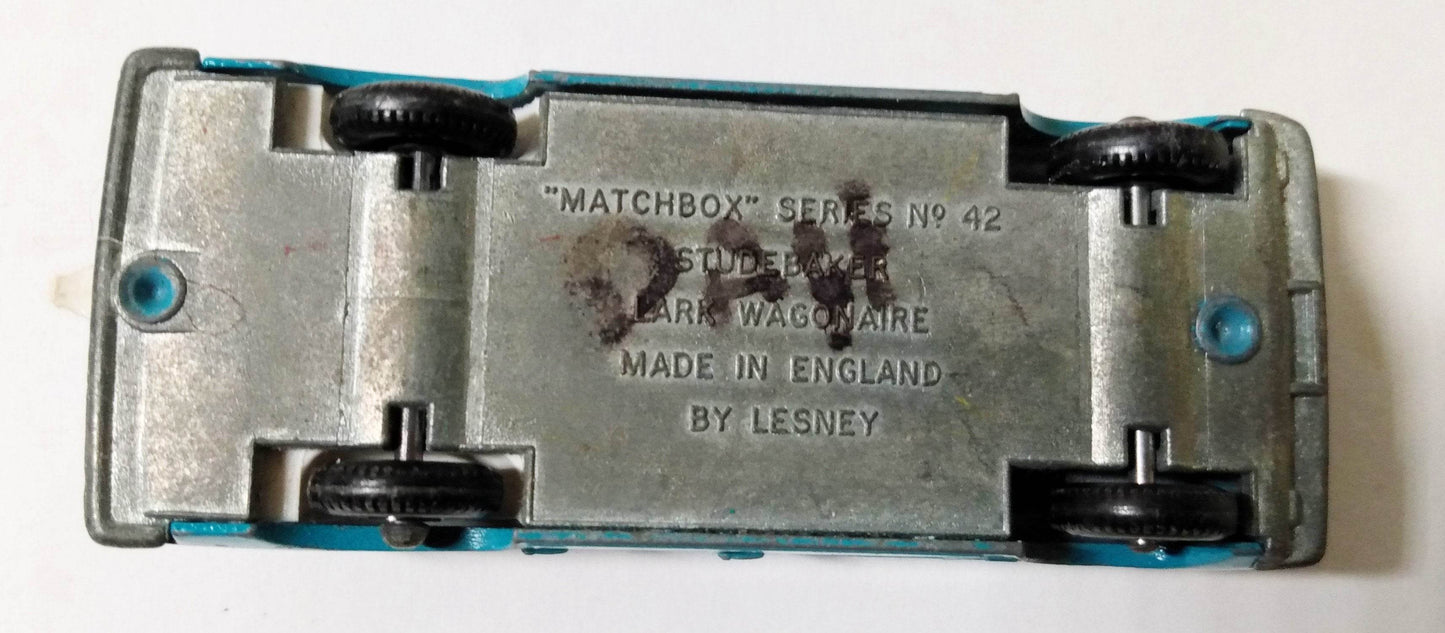 "MATCHBOX" SERIES Nº 42
STUDEBAKER
LARK WAGONAIRE
MADE IN ENGLAND
BY LESNEY